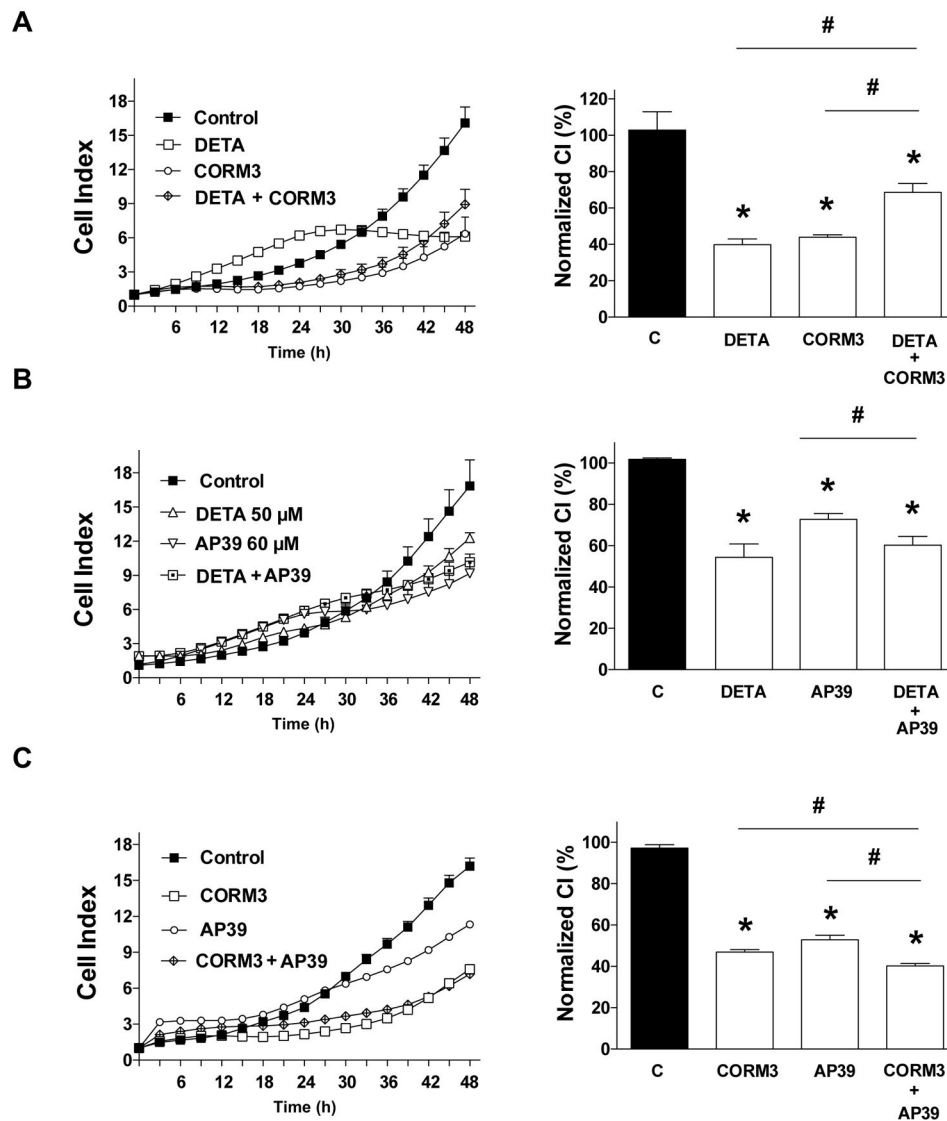 A
#
#
Cell Index
18
15
12
9
6
3
0
Control
DETA
CORM3
DETA + CORM3
6 12 18 24 30 36 42 48
Time (h)
Normalized CI (%)
120
100
80
60
40
20
0
*
*
*
C
DETA
CORM3
DETA
+
CORM3
B
#
Cell Index
18
15
12
9
6
3
0
Control
DETA 50 µM
AP39 60 µM
DETA + AP39
6 12 18 24 30 36 42 48
Time (h)
Normalized CI (%)
100
80
60
40
20
0
*
*
*
C
DETA
AP39
DETA
+
AP39
C
#
#
Cell Index
18
15
12
9
6
3
0
Control
CORM3
AP39
CORM3 + AP39
6 12 18 24 30 36 42 48
Time (h)
Normalized CI (%
100
80
60
40
20
0
*
*
*
C
CORM3
AP39
CORM3
+
AP39